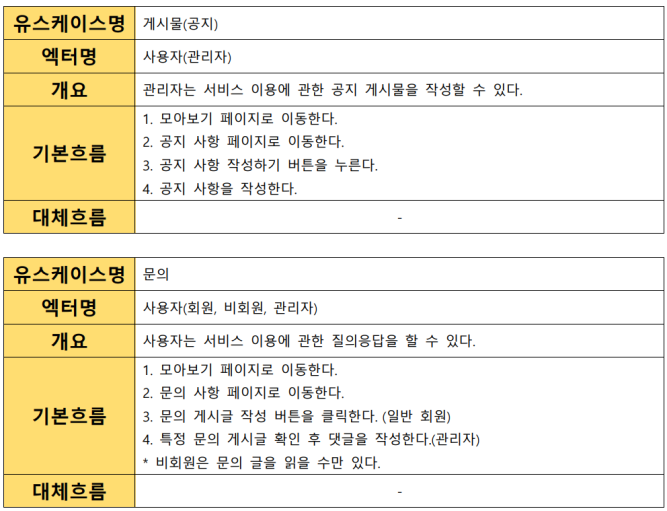 유스케이스명 게시물(공지)
엑터명 사용자(관리자)
개요 관리자는 서비스 이용에 관한 공지 게시물을 작성할 수 있다.
기본흐름
1. 모아보기 페이지로 이동한다.
2. 공지 사항 페이지로 이동한다.
3. 공지 사항 작성하기 버튼을 누른다.
4. 공지 사항을 작성한다.
대체흐름 -
유스케이스명 문의
엑터명 사용자(회원, 비회원, 관리자)
개요 사용자는 서비스 이용에 관한 질의응답을 할 수 있다.
기본흐름
1. 모아보기 페이지로 이동한다.
2. 문의 사항 페이지로 이동한다.
3. 문의 게시글 작성 버튼을 클릭한다. (일반 회원)
4. 특정 문의 게시글 확인 후 댓글을 작성한다.(관리자)
* 비회원은 문의 글을 읽을 수만 있다.
대체흐름 -